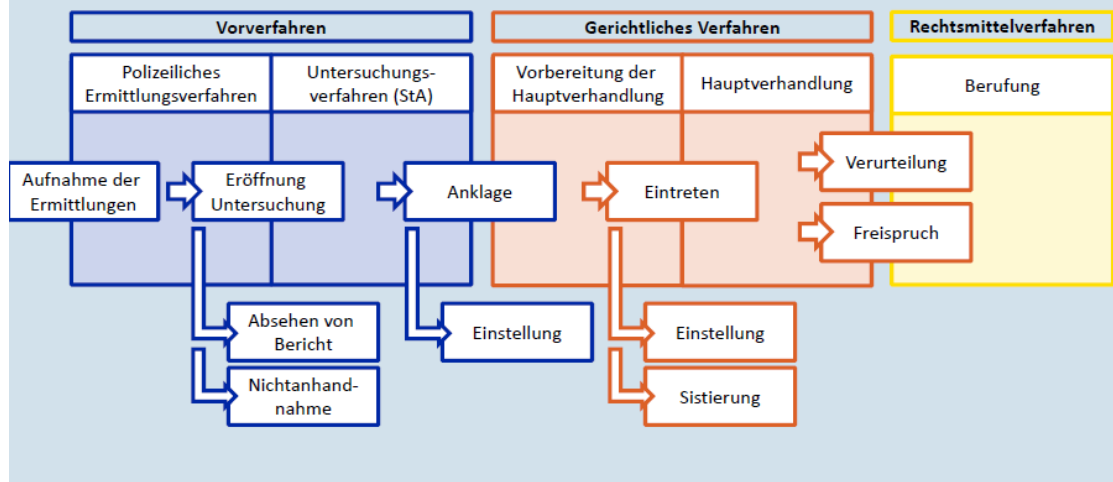 Vorverfahren
Gerichtliches Verfahren
Rechtsmittelverfahren
Polizeiliches
Ermittlungsverfahren
Untersuchungs-
verfahren (StA)
Vorbereitung der
Hauptverhandlung
Hauptverhandlung
Berufung
Aufnahme der
Ermittlungen
Eröffnung
Untersuchung
Anklage
Eintreten
Verurteilung
Freispruch
Absehen von
Bericht
Einstellung
Einstellung
Nichtanhand-
nahme
Sistierung